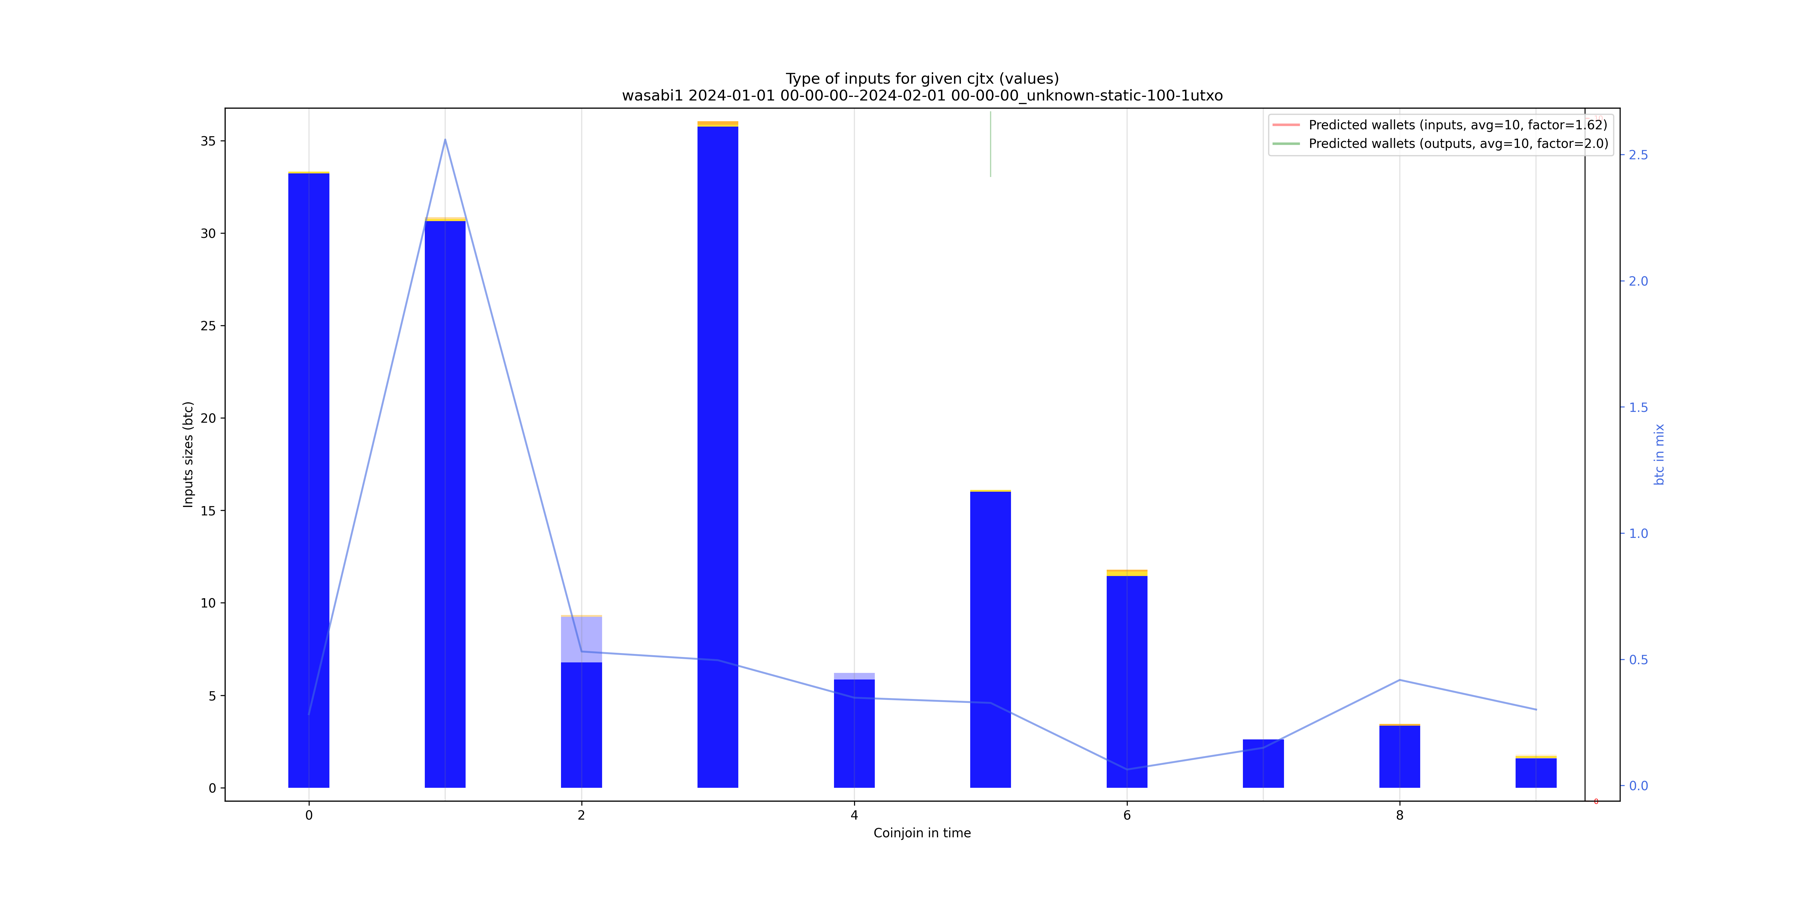 Type of inputs for given cjtx (values)
wasabi1 2024-01-01 00-00-00--2024-02-01 00-00-00_unknown-static-100-1utxo
Predicted wallets (inputs, avg=10, factor=1.62)
Predicted wallets (outputs, avg=10, factor=2.0)
35
30
25
20
15
10
5
0
Inputs sizes (btc)
2.5
2.0
1.5
1.0
0.5
0.0
btc in mix
0
0 2 4 6 8
Coinjoin in time